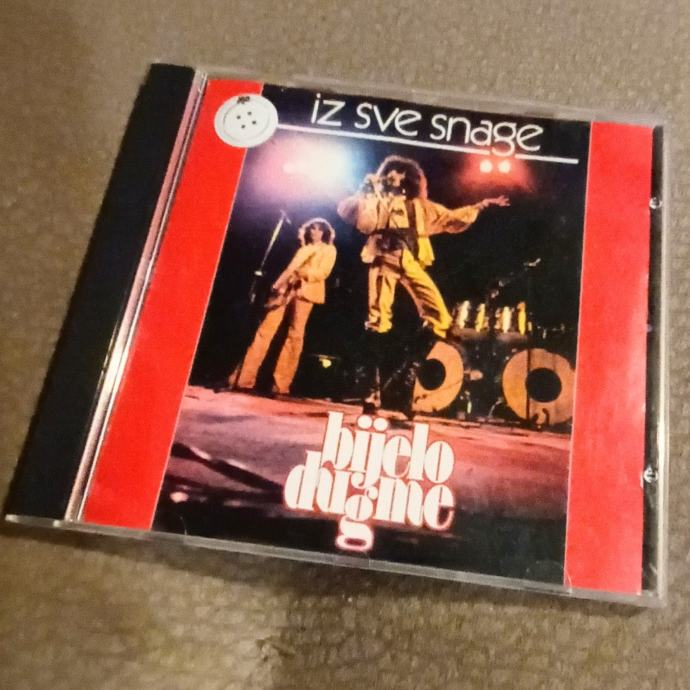 iz sve snage
bijelo
dugme